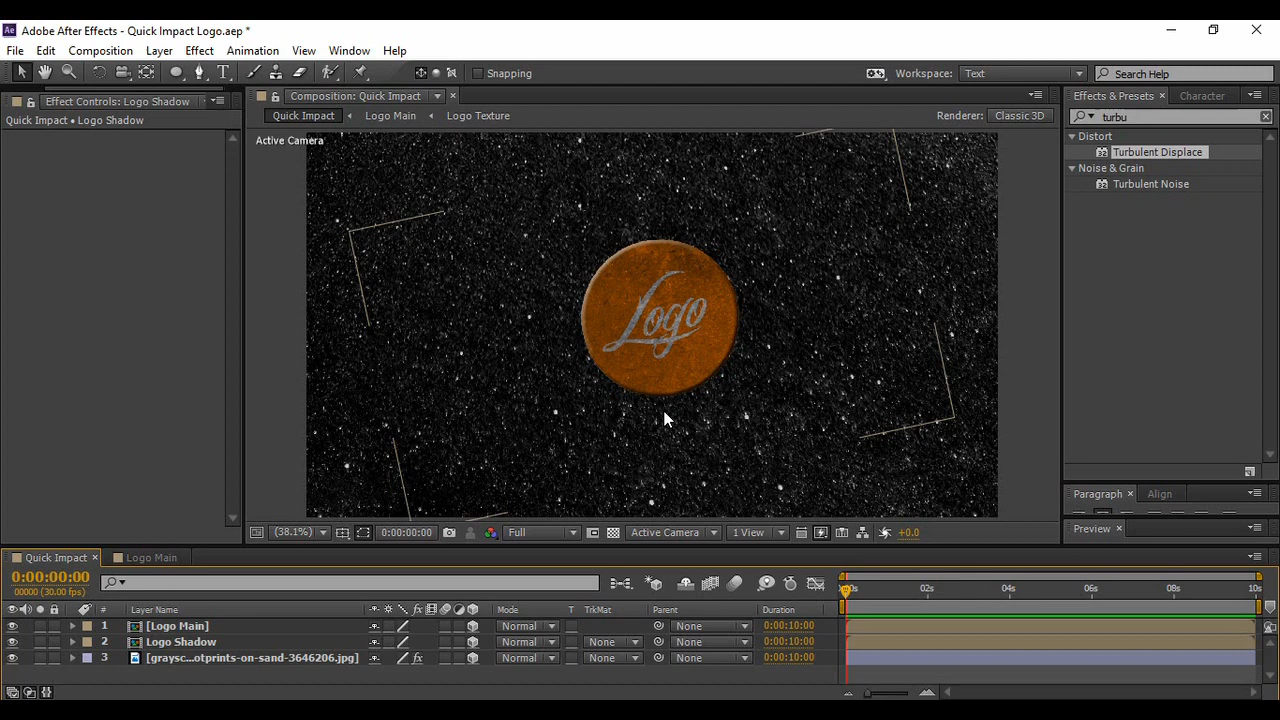 Ae Adobe After Effects - Quick Impact Logo.aep *
File Edit Composition Layer Effect Animation View Window Help
Snapping Workspace: Text Search Help
Effect Controls: Logo Shadow
Composition: Quick Impact
Effects & Presets Character
Quick Impact • Logo Shadow
Quick Impact Logo Main Logo Texture Renderer: Classic 3D
turbu
Active Camera
Distort
Turbulent Displace
Noise & Grain
Turbulent Noise
Logo
Paragraph Align
Preview
(38.1%) 0:00:00:00 Full Active Camera 1 View +0.0
Quick Impact Logo Main
0:00:00:00
00000 (30.00 fps)
02s 04s 06s 08s 10s
# Layer Name Mode T TrkMat Parent Duration
1 [Logo Main] Normal None 0:00:10:00
2 Logo Shadow Normal None None 0:00:10:00
3 [graysc...otprints-on-sand-3646206.jpg] fx Normal None None 0:00:10:00